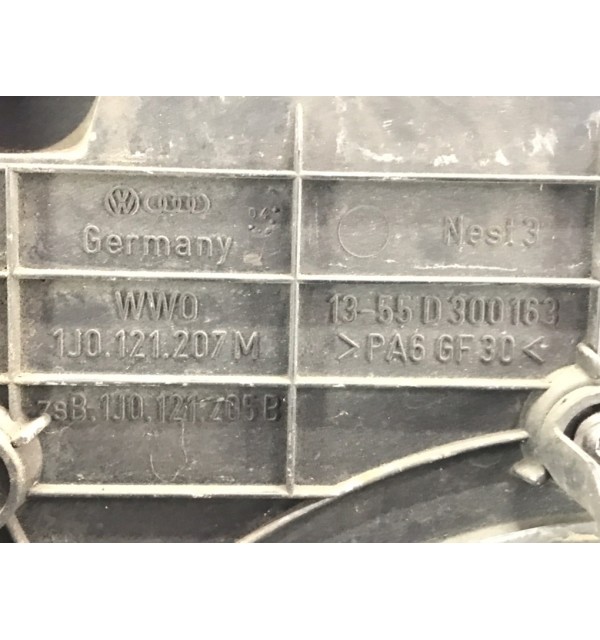 Germany
Nest 3
WWO
1J0.121.207 M
13-55 D 300163
>PA6 GF30<
ZSB.1J0.121.205 B